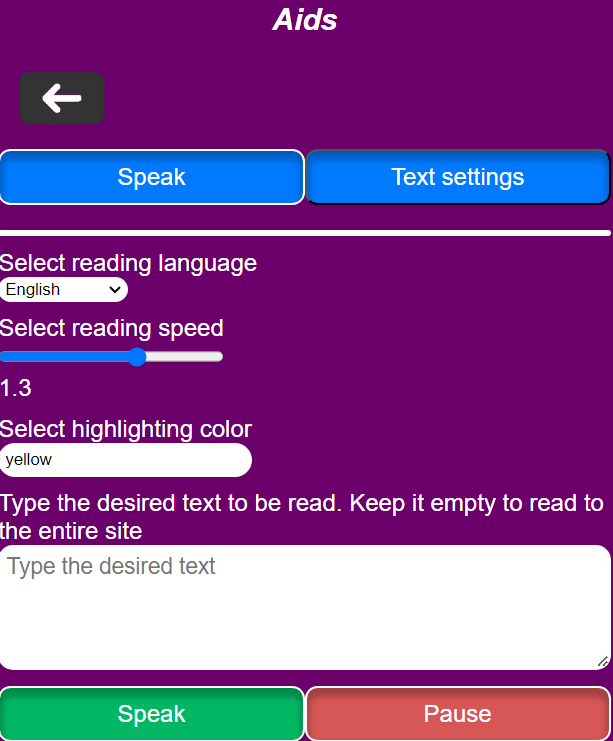 Aids
Speak
Text settings
Select reading language
English
Select reading speed
1.3
Select highlighting color
yellow
Type the desired text to be read. Keep it empty to read to
the entire site
Type the desired text
Speak
Pause